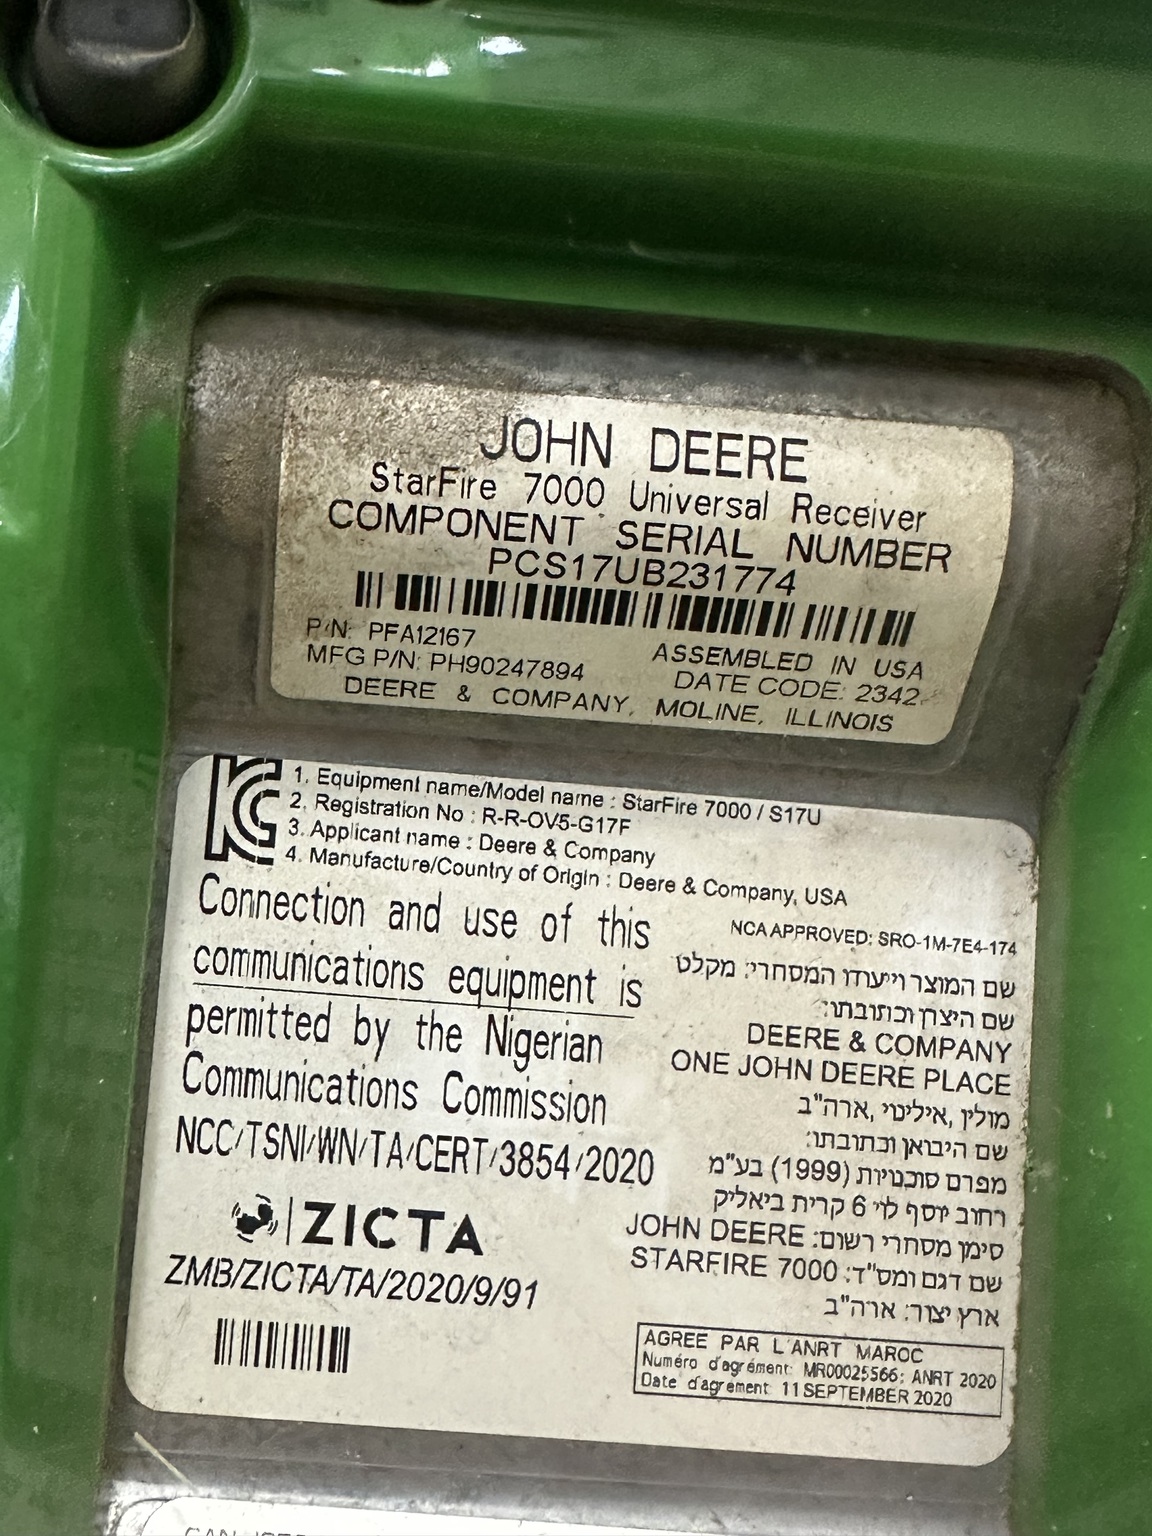 JOHN DEERE
StarFire 7000 Universal Receiver
COMPONENT SERIAL NUMBER
PCS17UB231774
P/N: PFA12167
MFG P/N: PH90247894
ASSEMBLED IN USA
DATE CODE: 2342
DEERE & COMPANY, MOLINE, ILLINOIS
1. Equipment name/Model name : StarFire 7000 / S17U
2. Registration No : R-R-OV5-G17F
3. Applicant name : Deere & Company
4. Manufacture/Country of Origin : Deere & Company, USA
Connection and use of this
communications equipment is
permitted by the Nigerian
Communications Commission
NCC/TSNI/WN/TA/CERT/3854/2020
ZICTA
ZMB/ZICTA/TA/2020/9/91
NCA APPROVED: SRO-1M-7E4-174
שם המוצר וייעודו המסחרי: מקלט
שם היצרן וכתובתו:
DEERE & COMPANY
ONE JOHN DEERE PLACE
מולין, אילינוי, ארה"ב
שם היבואן וכתובתו:
מפרם סוכנויות (1999) בע"מ
רחוב יוסף לוי 6 קרית ביאליק
סימן מסחרי רשום: JOHN DEERE
שם דגם ומס"ד: STARFIRE 7000
ארץ יצור: ארה"ב
AGREE PAR L'ANRT MAROC
Numéro d'agrément: MR00025566; ANRT 2020
Date d'agrément: 11 SEPTEMBER 2020